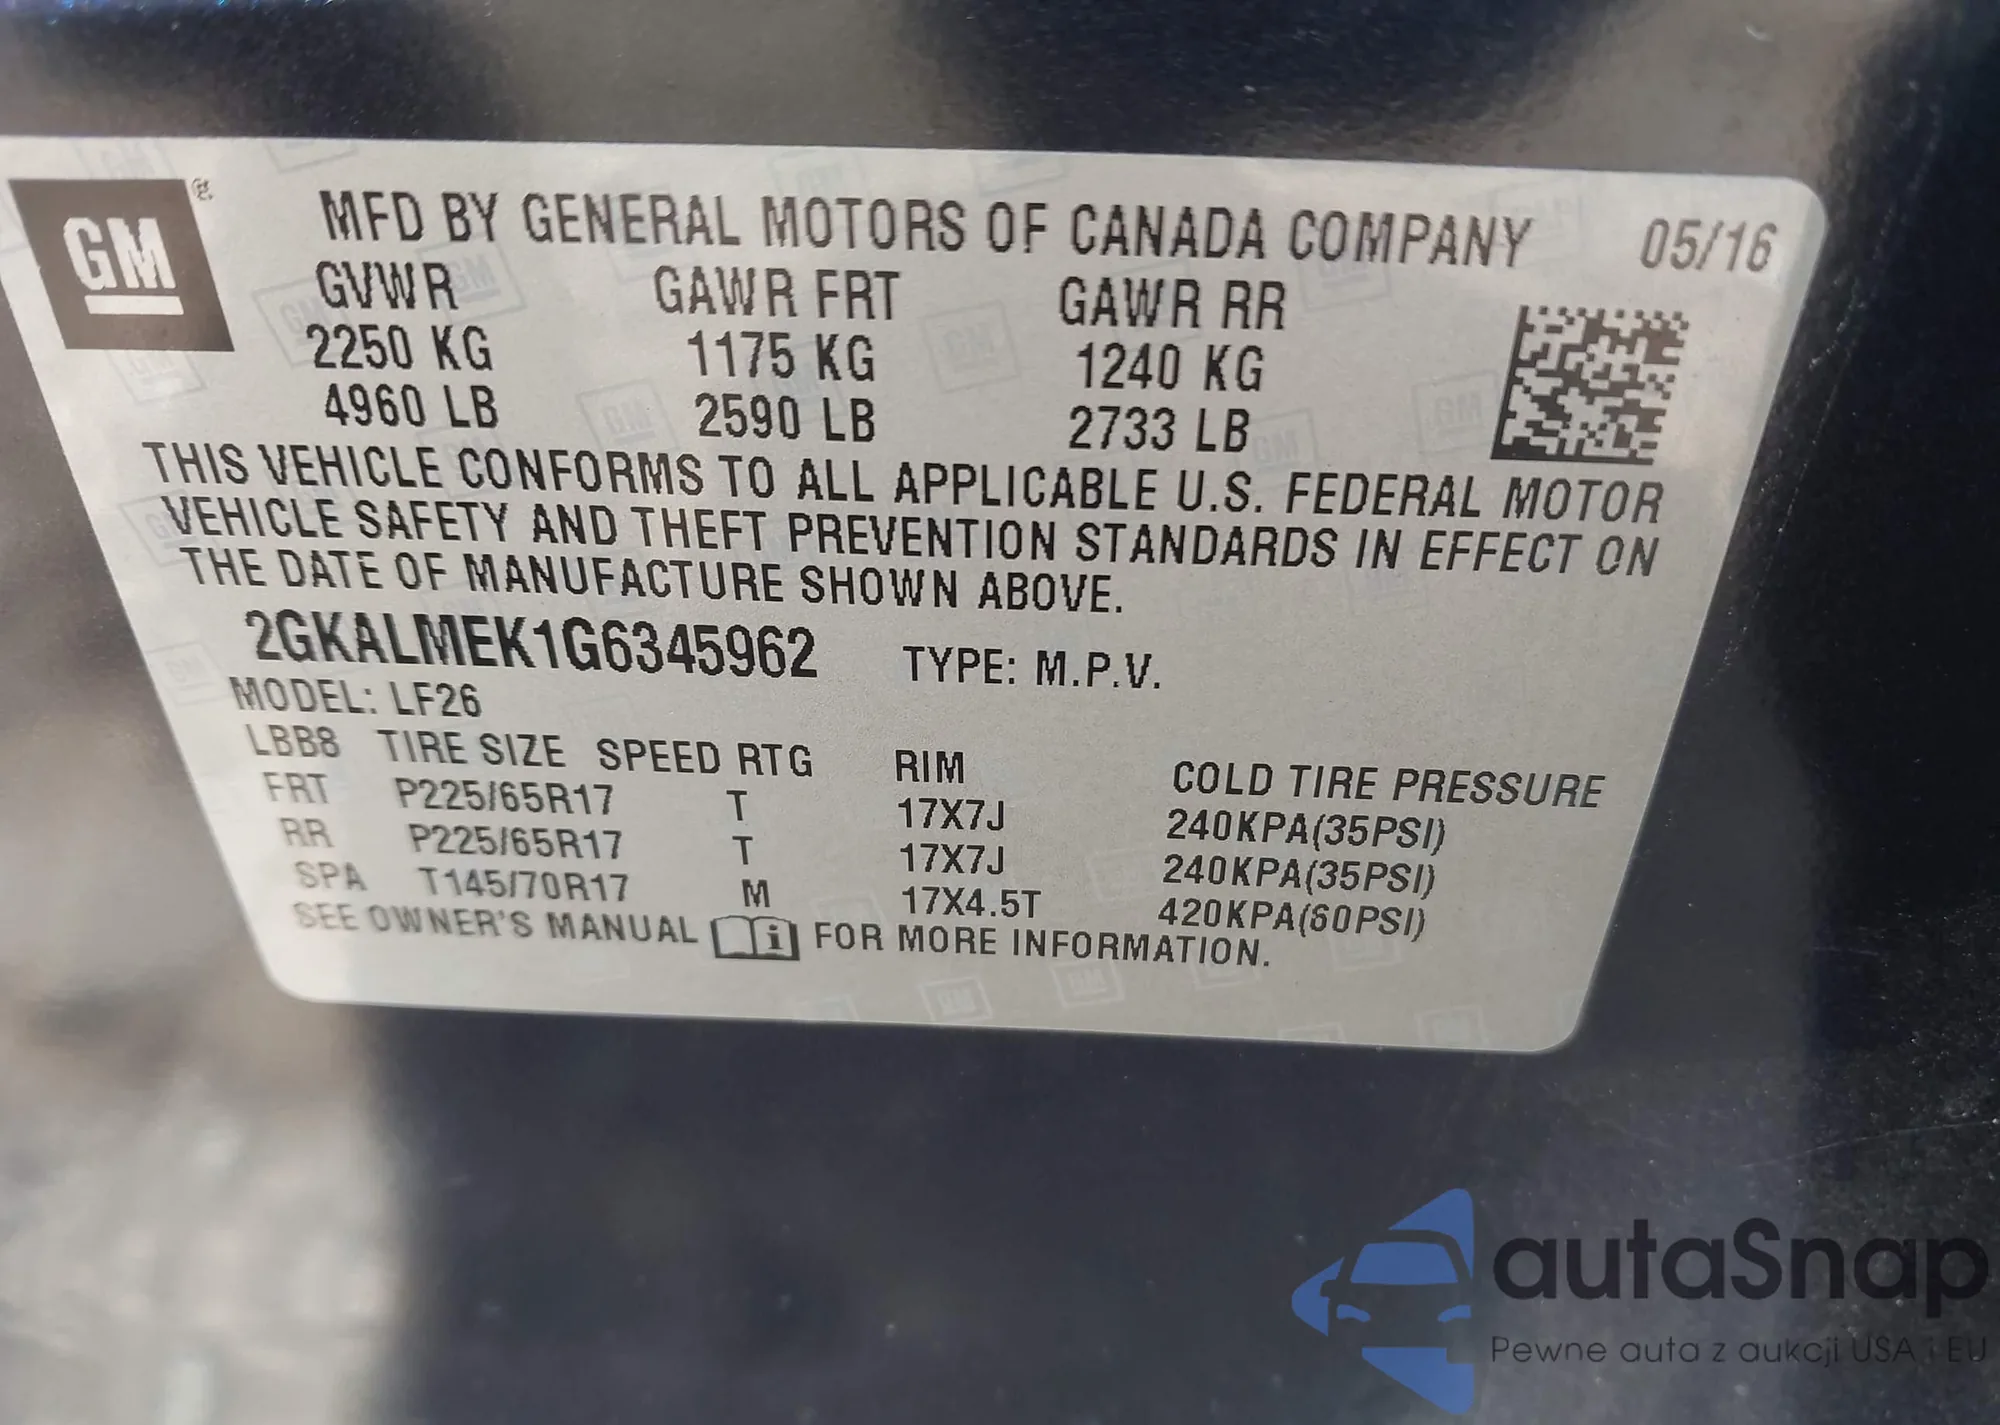 GM
MFD BY GENERAL MOTORS OF CANADA COMPANY 05/16
GVWR GAWR FRT GAWR RR
2250 KG 1175 KG 1240 KG
4960 LB 2590 LB 2733 LB
THIS VEHICLE CONFORMS TO ALL APPLICABLE U.S. FEDERAL MOTOR
VEHICLE SAFETY AND THEFT PREVENTION STANDARDS IN EFFECT ON
THE DATE OF MANUFACTURE SHOWN ABOVE.
2GKALMEK1G6345962 TYPE: M.P.V.
MODEL: LF26
LBB8 TIRE SIZE SPEED RTG RIM COLD TIRE PRESSURE
FRT P225/65R17 T 17X7J 240KPA(35PSI)
RR P225/65R17 T 17X7J 240KPA(35PSI)
SPA T145/70R17 M 17X4.5T 420KPA(60PSI)
SEE OWNER'S MANUAL i FOR MORE INFORMATION.
autaSnap
Pewne auta z aukcji USA i EU